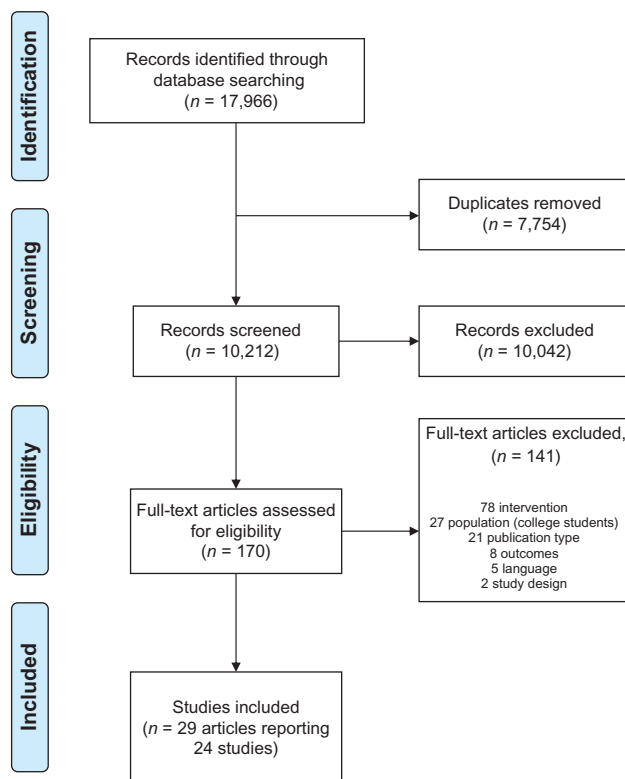 Identification
Records identified through
database searching
(n = 17,966)
Duplicates removed
(n = 7,754)
Screening
Records screened
(n = 10,212)
Records excluded
(n = 10,042)
Eligibility
Full-text articles assessed
for eligibility
(n = 170)
Full-text articles excluded,
(n = 141)
78 intervention
27 population (college students)
21 publication type
8 outcomes
5 language
2 study design
Included
Studies included
(n = 29 articles reporting
24 studies)